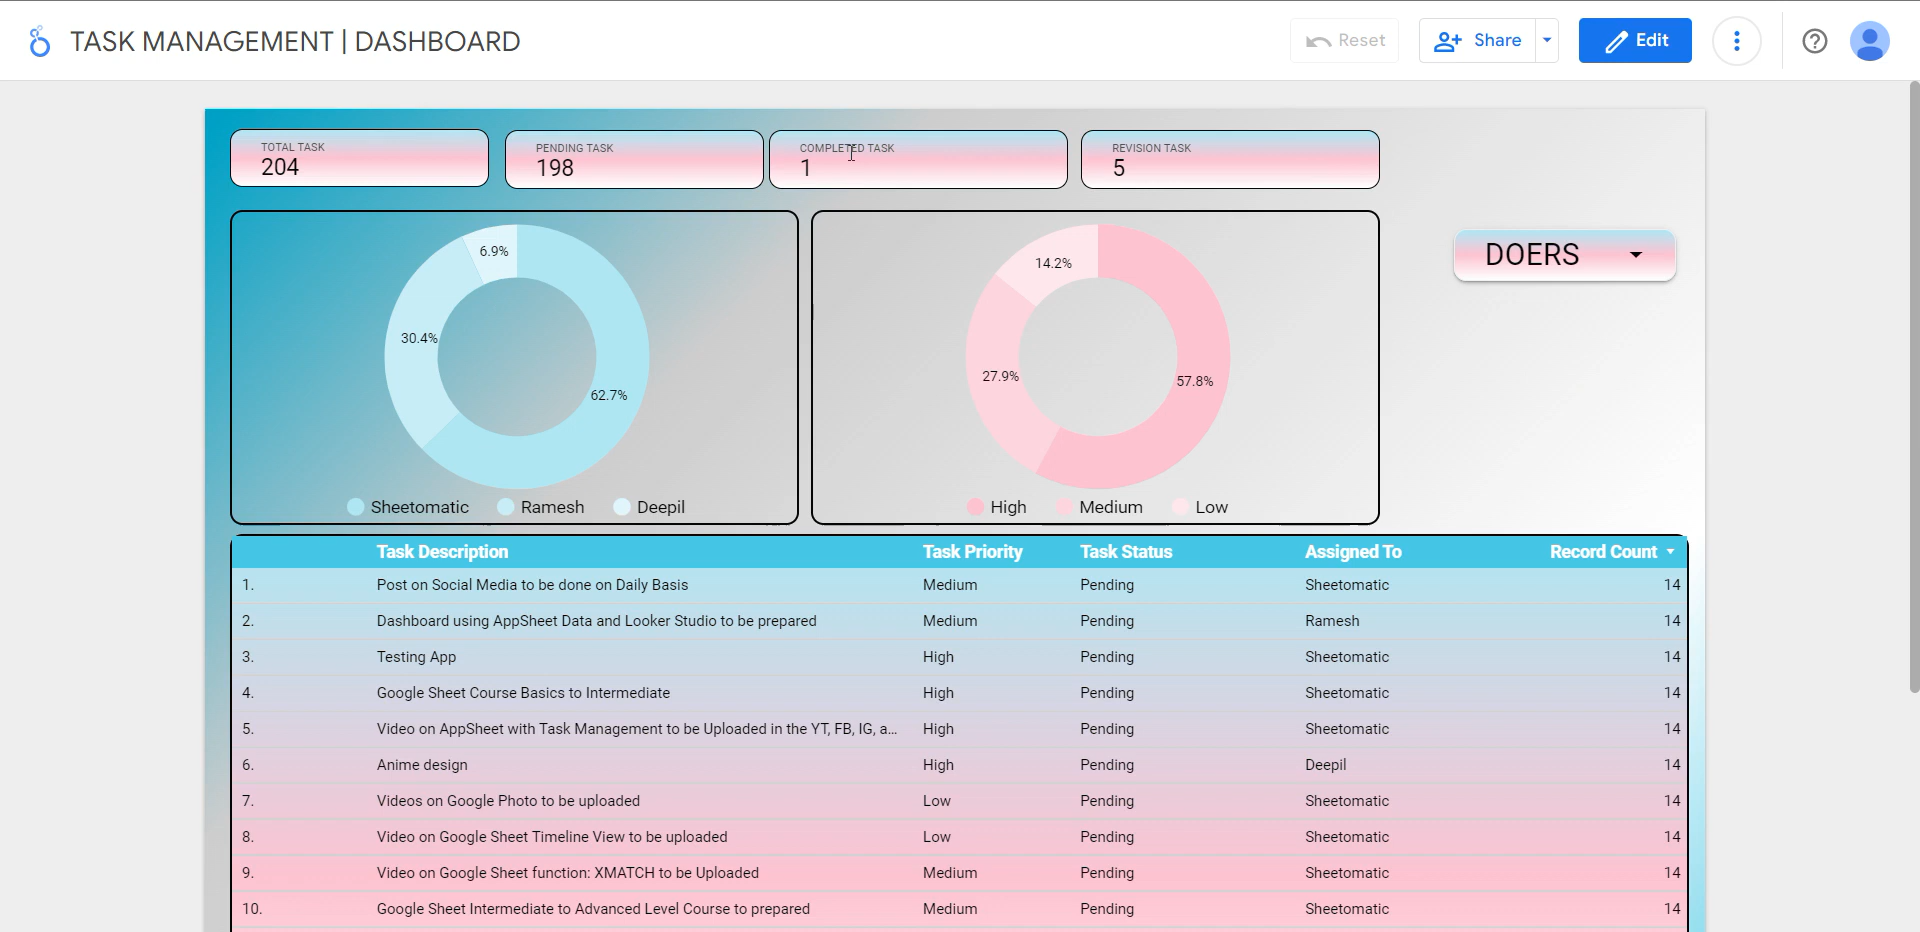 TASK MANAGEMENT | DASHBOARD
Reset
Share
Edit
TOTAL TASK
204
PENDING TASK
198
COMPLETED TASK
1
REVISION TASK
5
6.9%
30.4%
62.7%
Sheetomatic Ramesh Deepil
14.2%
27.9%
57.8%
High Medium Low
DOERS
Task Description Task Priority Task Status Assigned To Record Count
1. Post on Social Media to be done on Daily Basis Medium Pending Sheetomatic 14
2. Dashboard using AppSheet Data and Looker Studio to be prepared Medium Pending Ramesh 14
3. Testing App High Pending Sheetomatic 14
4. Google Sheet Course Basics to Intermediate High Pending Sheetomatic 14
5. Video on AppSheet with Task Management to be Uploaded in the YT, FB, IG, a... High Pending Sheetomatic 14
6. Anime design High Pending Deepil 14
7. Videos on Google Photo to be uploaded Low Pending Sheetomatic 14
8. Video on Google Sheet Timeline View to be uploaded Low Pending Sheetomatic 14
9. Video on Google Sheet function: XMATCH to be Uploaded Medium Pending Sheetomatic 14
10. Google Sheet Intermediate to Advanced Level Course to prepared Medium Pending Sheetomatic 14